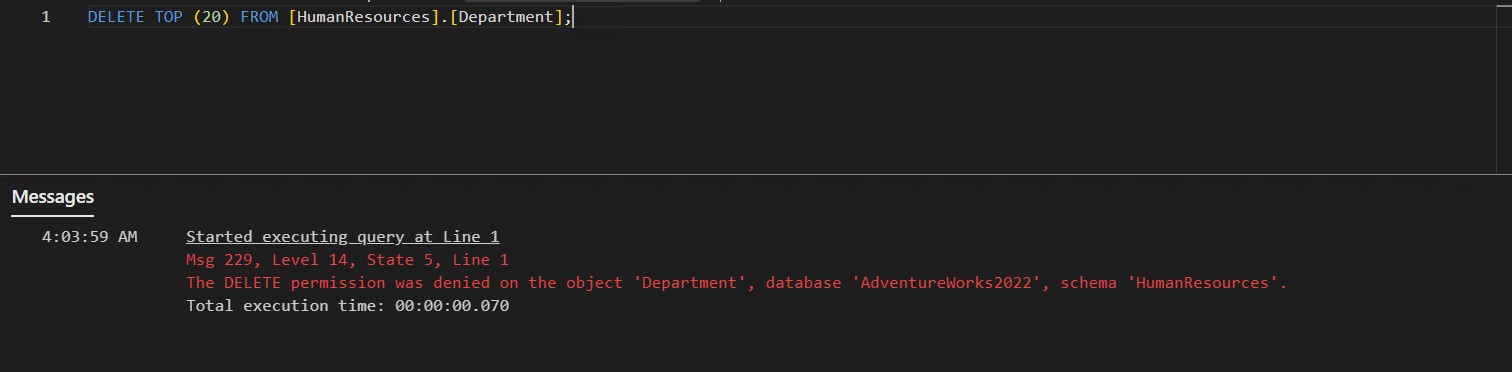 1 DELETE TOP (20) FROM [HumanResources].[Department];
Messages
4:03:59 AM Started executing query at Line 1
Msg 229, Level 14, State 5, Line 1
The DELETE permission was denied on the object 'Department', database 'AdventureWorks2022', schema 'HumanResources'.
Total execution time: 00:00:00.070